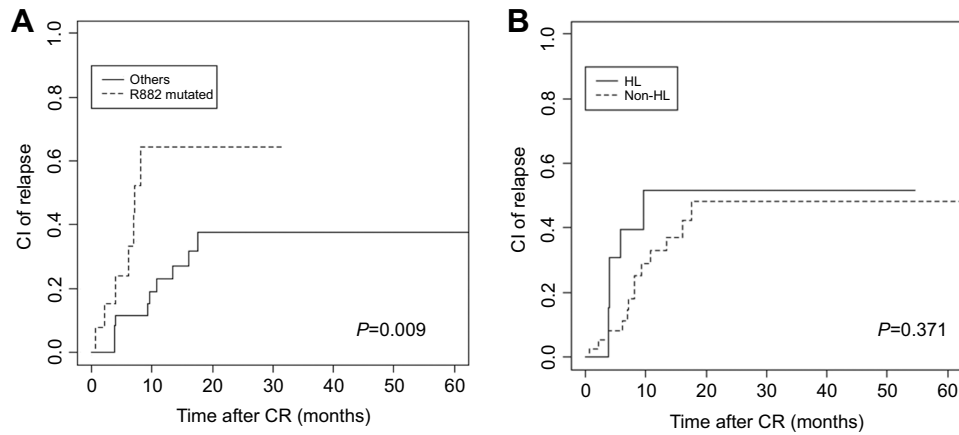 A
CI of relapse
1.0
0.8
0.6
0.4
0.2
0.0
Others
R882 mutated
P=0.009
0 10 20 30 40 50 60
Time after CR (months)
B
CI of relapse
1.0
0.8
0.6
0.4
0.2
0.0
HL
Non-HL
P=0.371
0 10 20 30 40 50 60
Time after CR (months)